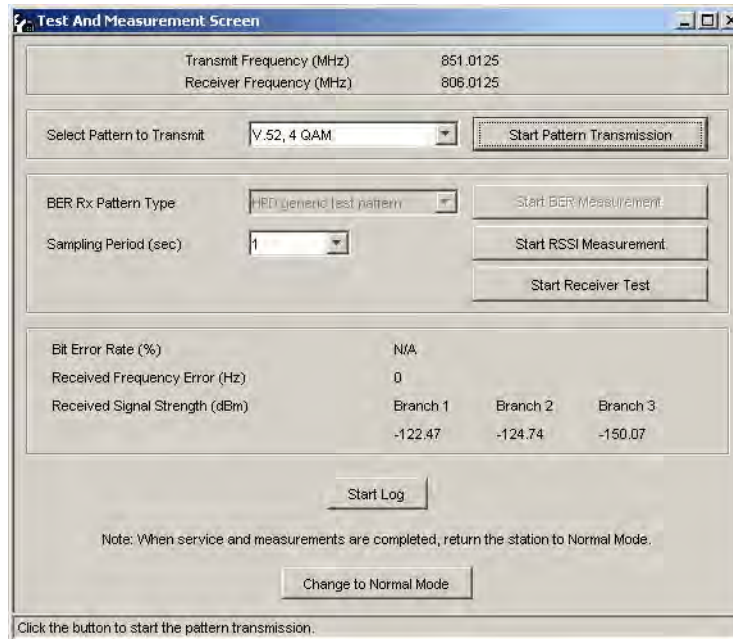 Test And Measurement Screen
Transmit Frequency (MHz) 851.0125
Receiver Frequency (MHz) 806.0125
Select Pattern to Transmit V.52, 4 QAM Start Pattern Transmission
BER Rx Pattern Type HPD generic test pattern Start BER Measurement
Sampling Period (sec) 1 Start RSSI Measurement
Start Receiver Test
Bit Error Rate (%) N/A
Received Frequency Error (Hz) 0
Received Signal Strength (dBm) Branch 1 Branch 2 Branch 3
-122.47 -124.74 -150.07
Start Log
Note: When service and measurements are completed, return the station to Normal Mode.
Change to Normal Mode
Click the button to start the pattern transmission.